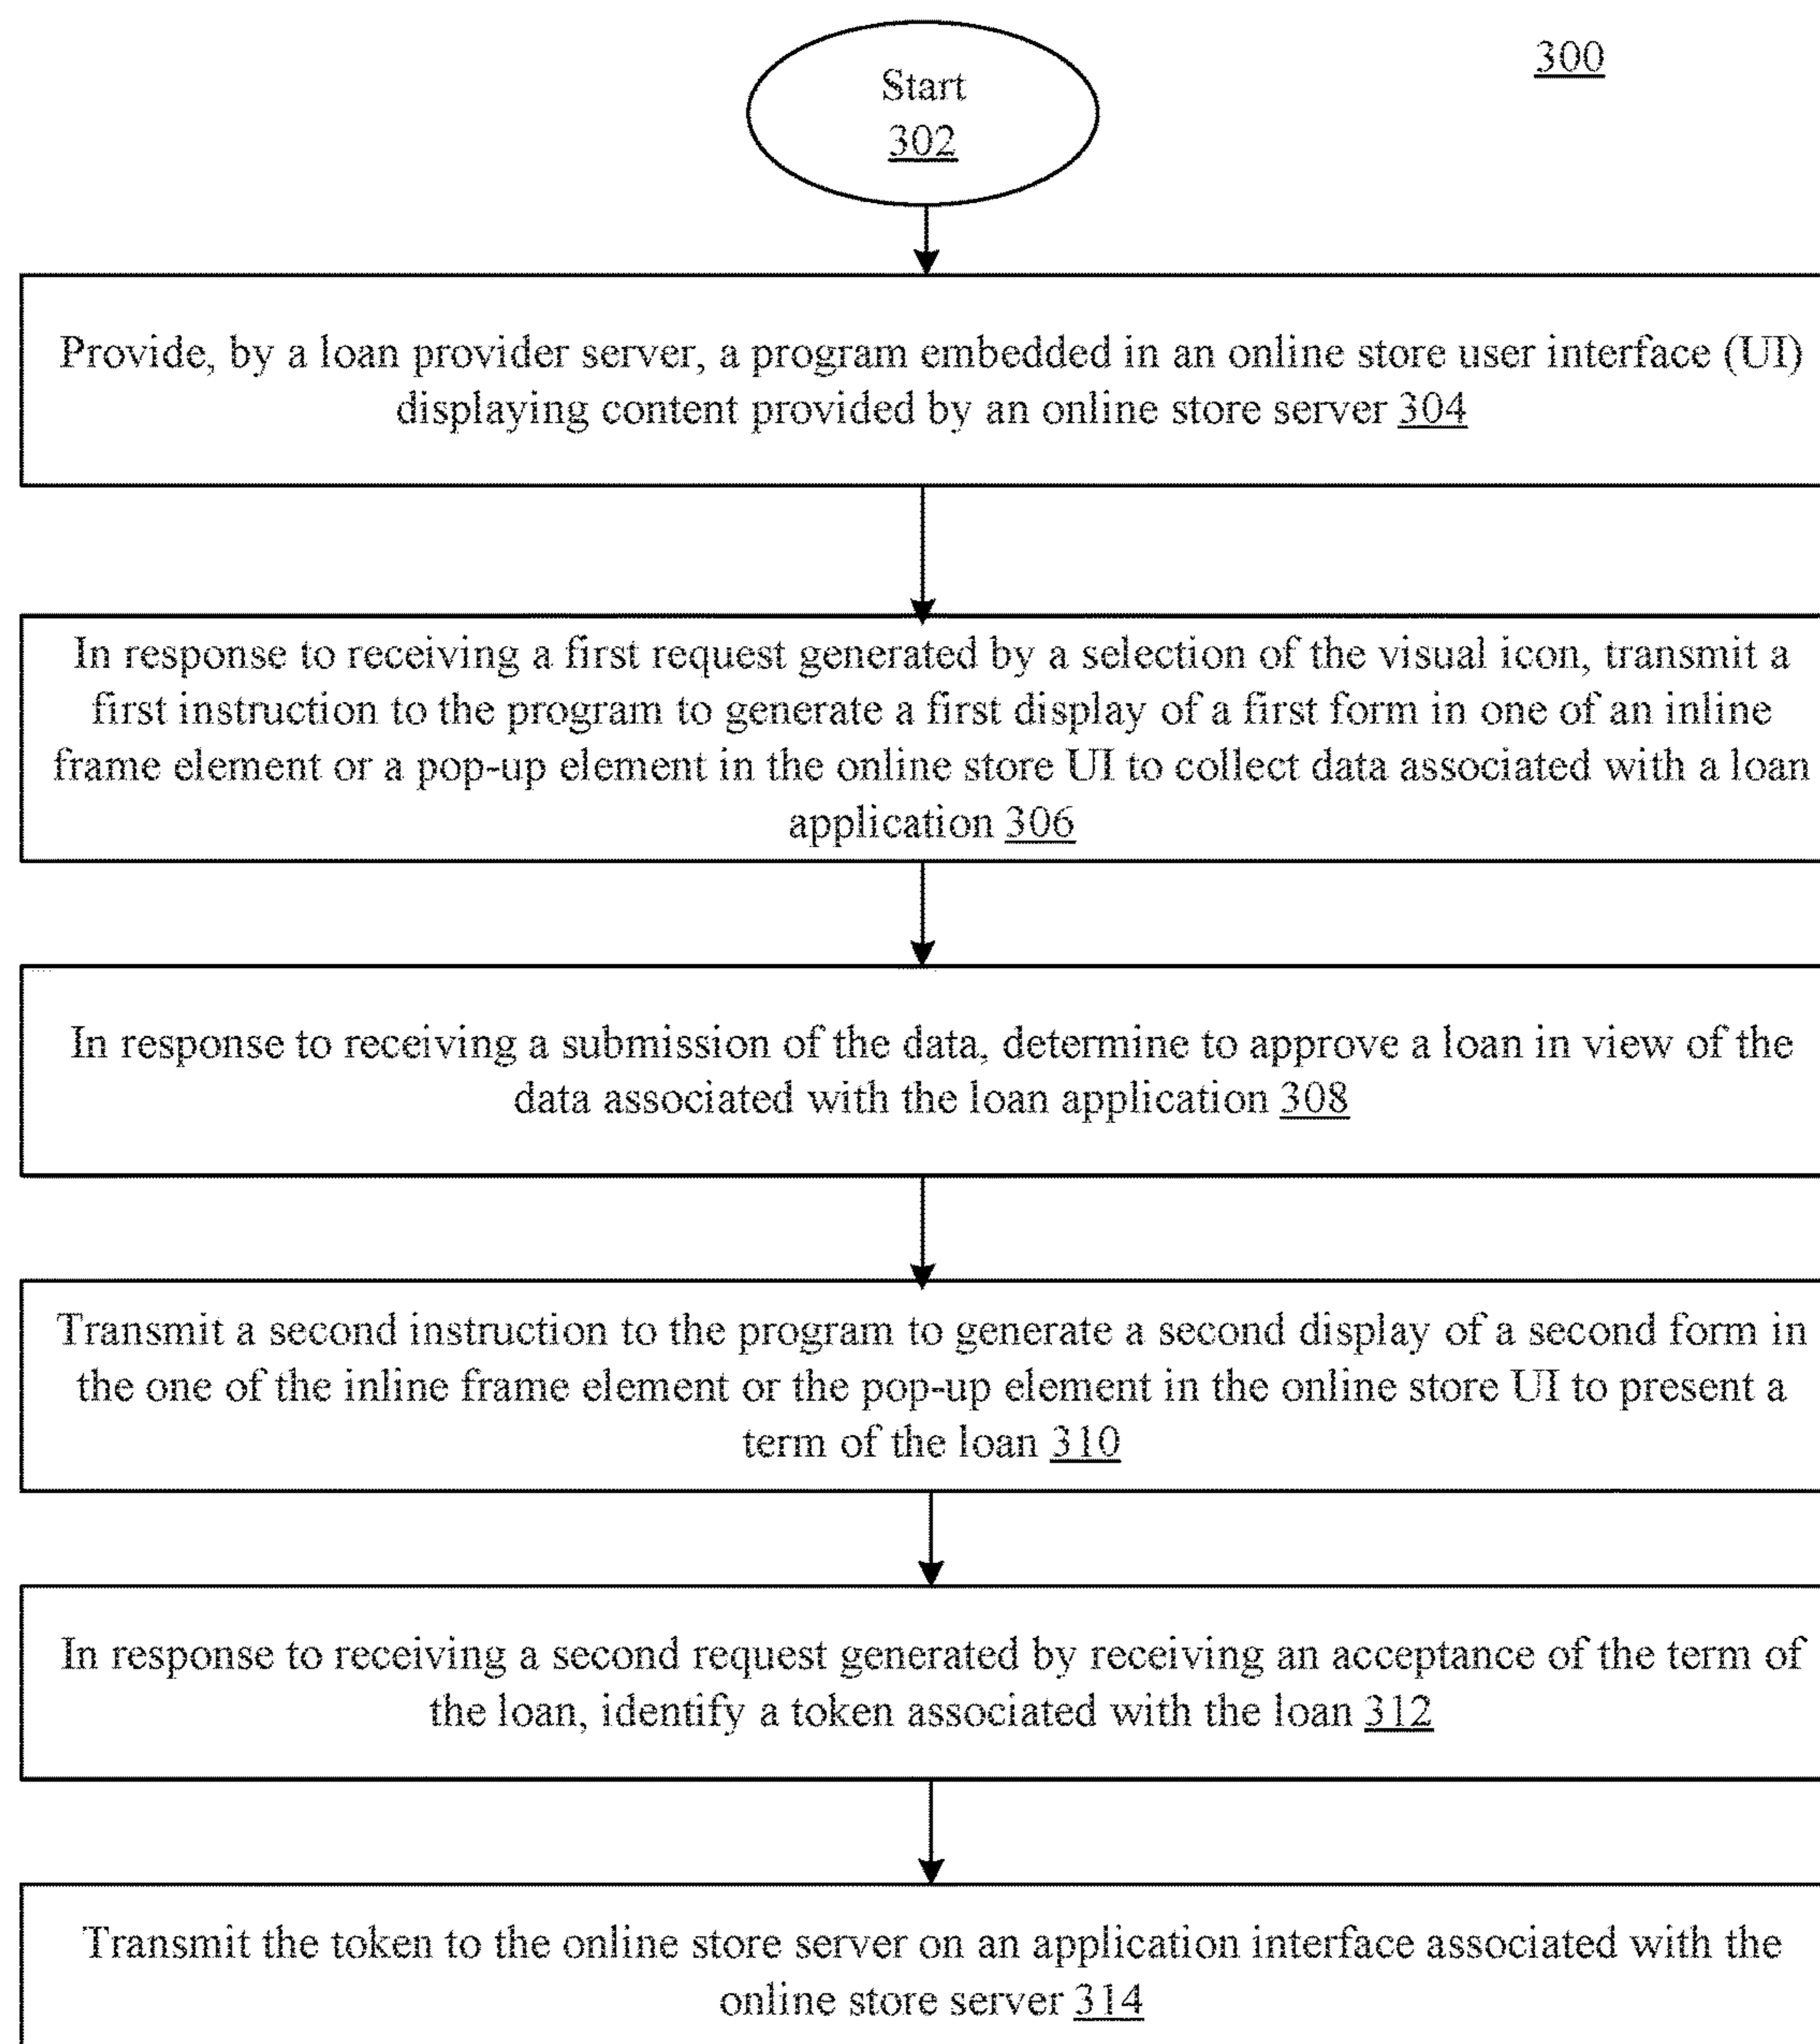 300
Start
302
Provide, by a loan provider server, a program embedded in an online store user interface (UI)
displaying content provided by an online store server 304
In response to receiving a first request generated by a selection of the visual icon, transmit a
first instruction to the program to generate a first display of a first form in one of an inline
frame element or a pop-up element in the online store UI to collect data associated with a loan
application 306
In response to receiving a submission of the data, determine to approve a loan in view of the
data associated with the loan application 308
Transmit a second instruction to the program to generate a second display of a second form in
the one of the inline frame element or the pop-up element in the online store UI to present a
term of the loan 310
In response to receiving a second request generated by receiving an acceptance of the term of
the loan, identify a token associated with the loan 312
Transmit the token to the online store server on an application interface associated with the
online store server 314